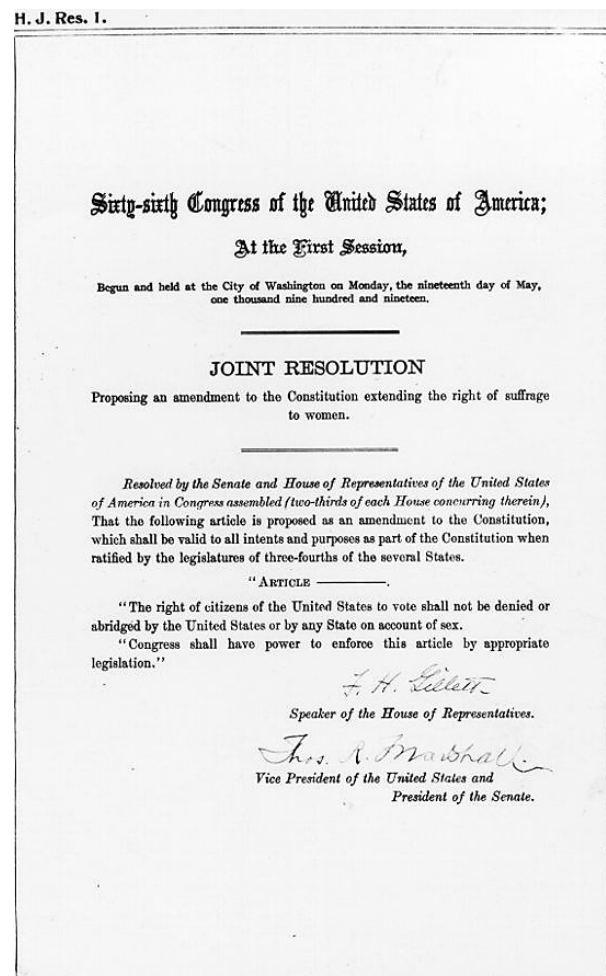 H. J. Res. 1.
Sixty-sixth Congress of the United States of America;
At the First Session,
Begun and held at the City of Washington on Monday, the nineteenth day of May,
one thousand nine hundred and nineteen.
JOINT RESOLUTION
Proposing an amendment to the Constitution extending the right of suffrage
to women.
Resolved by the Senate and House of Representatives of the United States
of America in Congress assembled (two-thirds of each House concurring therein),
That the following article is proposed as an amendment to the Constitution,
which shall be valid to all intents and purposes as part of the Constitution when
ratified by the legislatures of three-fourths of the several States.
"ARTICLE ————.
"The right of citizens of the United States to vote shall not be denied or
abridged by the United States or by any State on account of sex.
"Congress shall have power to enforce this article by appropriate
legislation."
F. H. Gillett
Speaker of the House of Representatives.
Thos. R. Marshall.
Vice President of the United States and
President of the Senate.